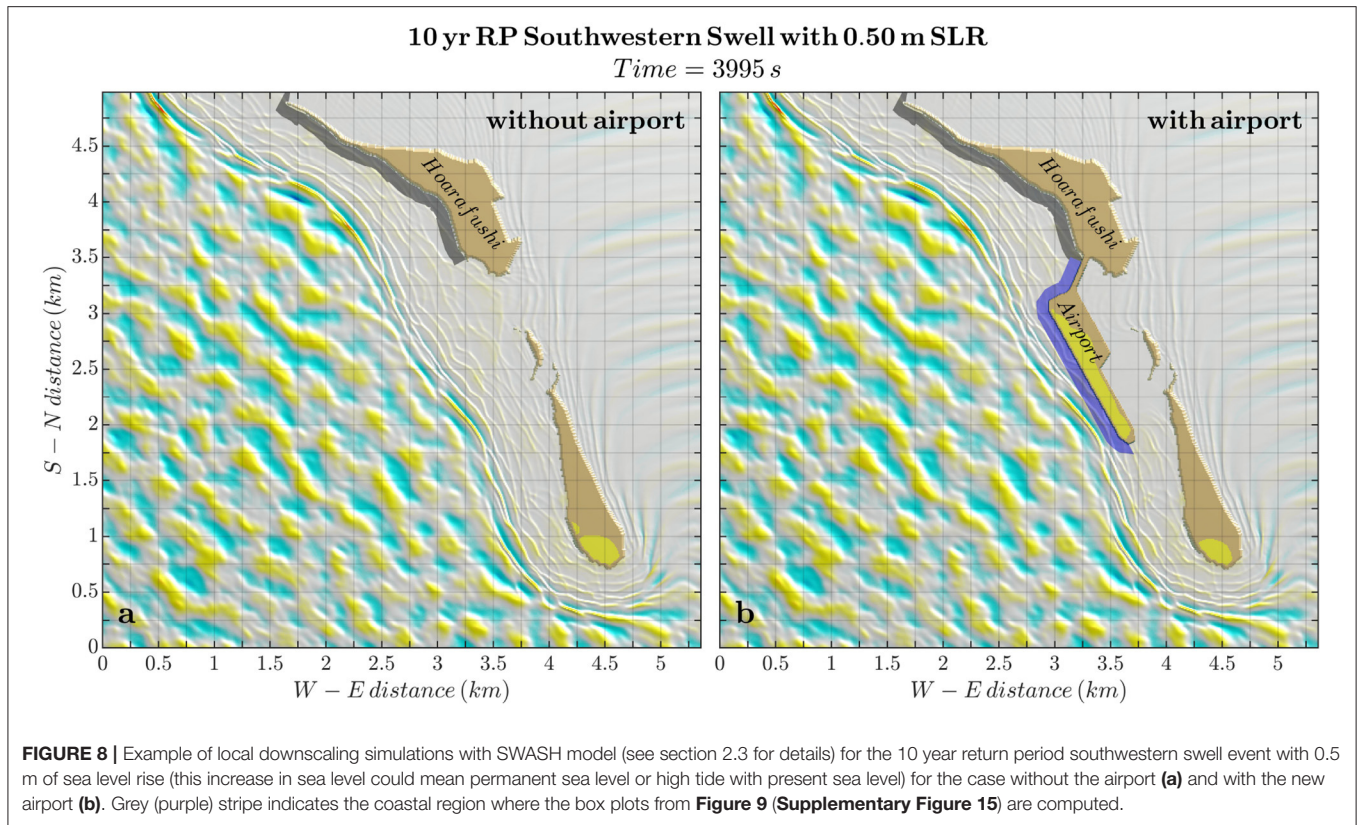 10 yr RP Southwestern Swell with 0.50 m SLR
Time = 3995 s
without airport
Hoarafushi
a
S − N distance (km)
4.5
4
3.5
3
2.5
2
1.5
1
0.5
0
0 0.5 1 1.5 2 2.5 3 3.5 4 4.5 5
W − E distance (km)
with airport
Hoarafushi
Airport
b
0 0.5 1 1.5 2 2.5 3 3.5 4 4.5 5
W − E distance (km)
FIGURE 8 | Example of local downscaling simulations with SWASH model (see section 2.3 for details) for the 10 year return period southwestern swell event with 0.5
m of sea level rise (this increase in sea level could mean permanent sea level or high tide with present sea level) for the case without the airport (a) and with the new
airport (b). Grey (purple) stripe indicates the coastal region where the box plots from Figure 9 (Supplementary Figure 15) are computed.